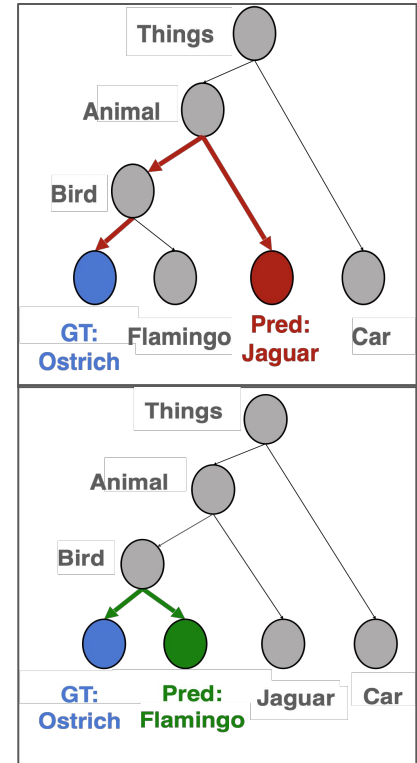 Things
Animal
Bird
GT:
Ostrich
Flamingo
Pred:
Jaguar
Car
Things
Animal
Bird
GT:
Ostrich
Pred:
Flamingo
Jaguar
Car